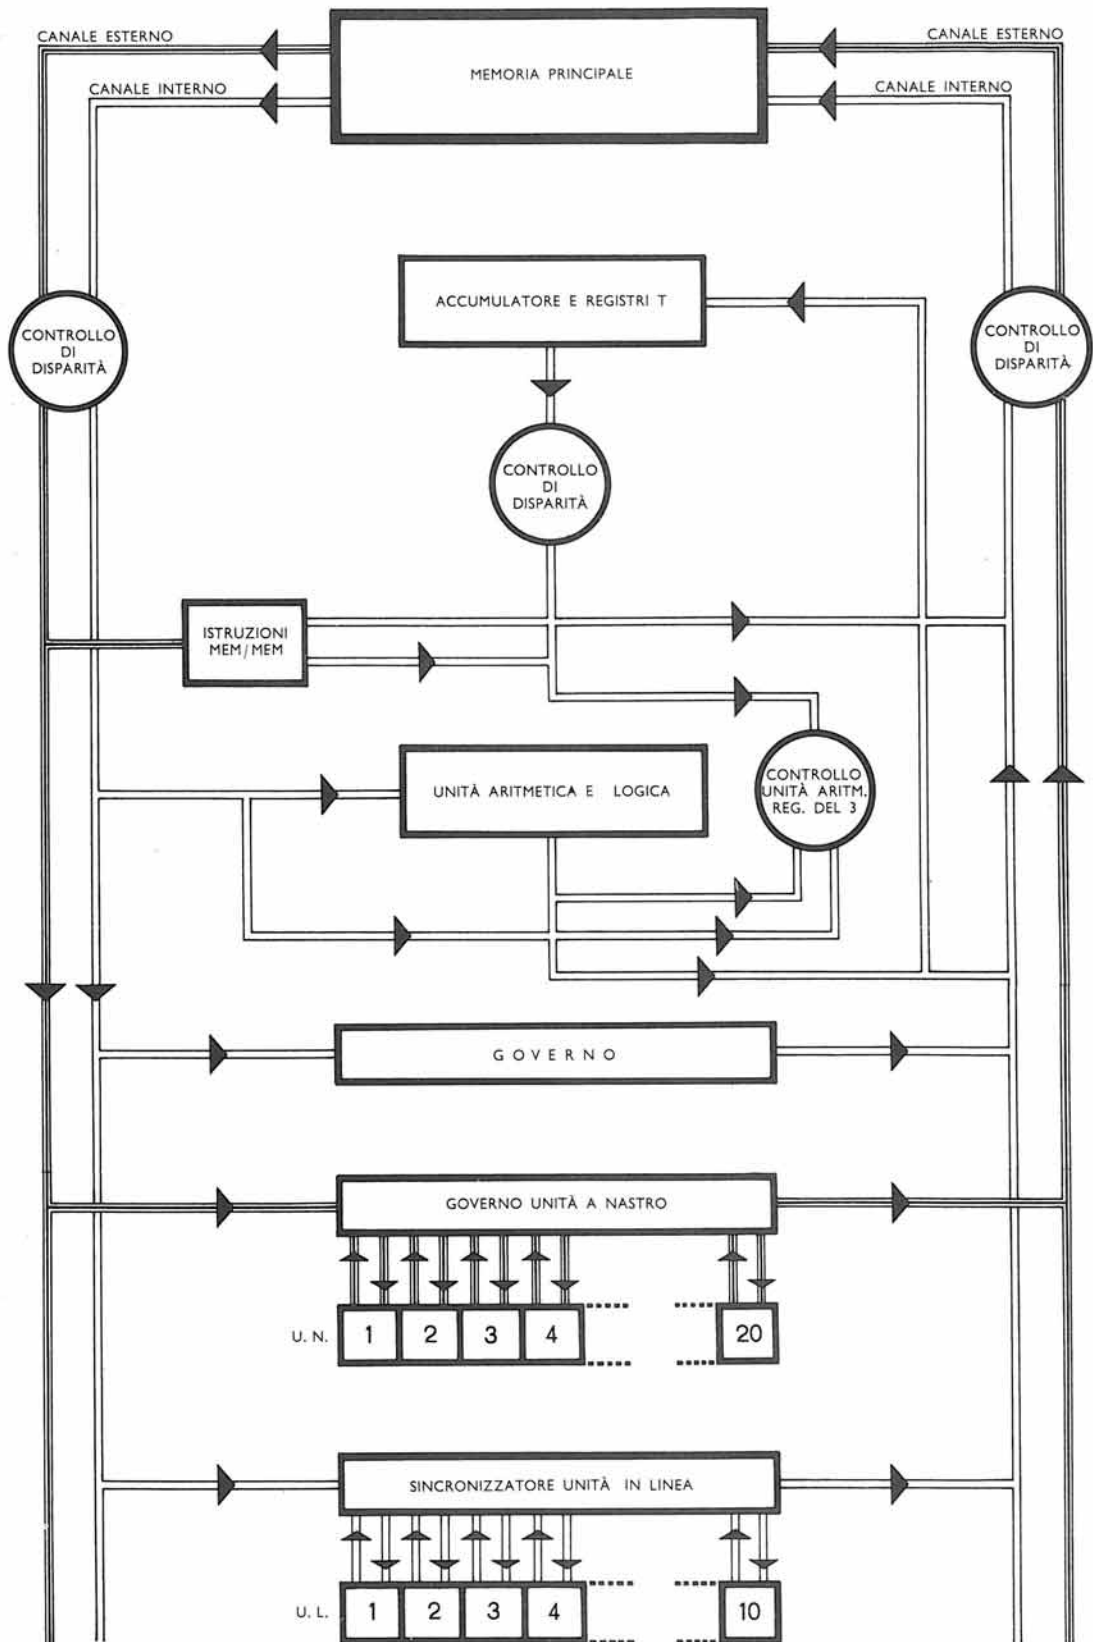 CANALE ESTERNO
CANALE ESTERNO
MEMORIA PRINCIPALE
CANALE INTERNO
CANALE INTERNO
ACCUMULATORE E REGISTRI T
CONTROLLO
DI
DISPARITÀ
CONTROLLO
DI
DISPARITÀ
CONTROLLO
DI
DISPARITÀ
ISTRUZIONI
MEM/MEM
UNITÀ ARITMETICA E LOGICA
CONTROLLO
UNITÀ ARITM.
REG. DEL 3
GOVERNO
GOVERNO UNITÀ A NASTRO
U. N. 1 2 3 4 20
SINCRONIZZATORE UNITÀ IN LINEA
U. L. 1 2 3 4 10